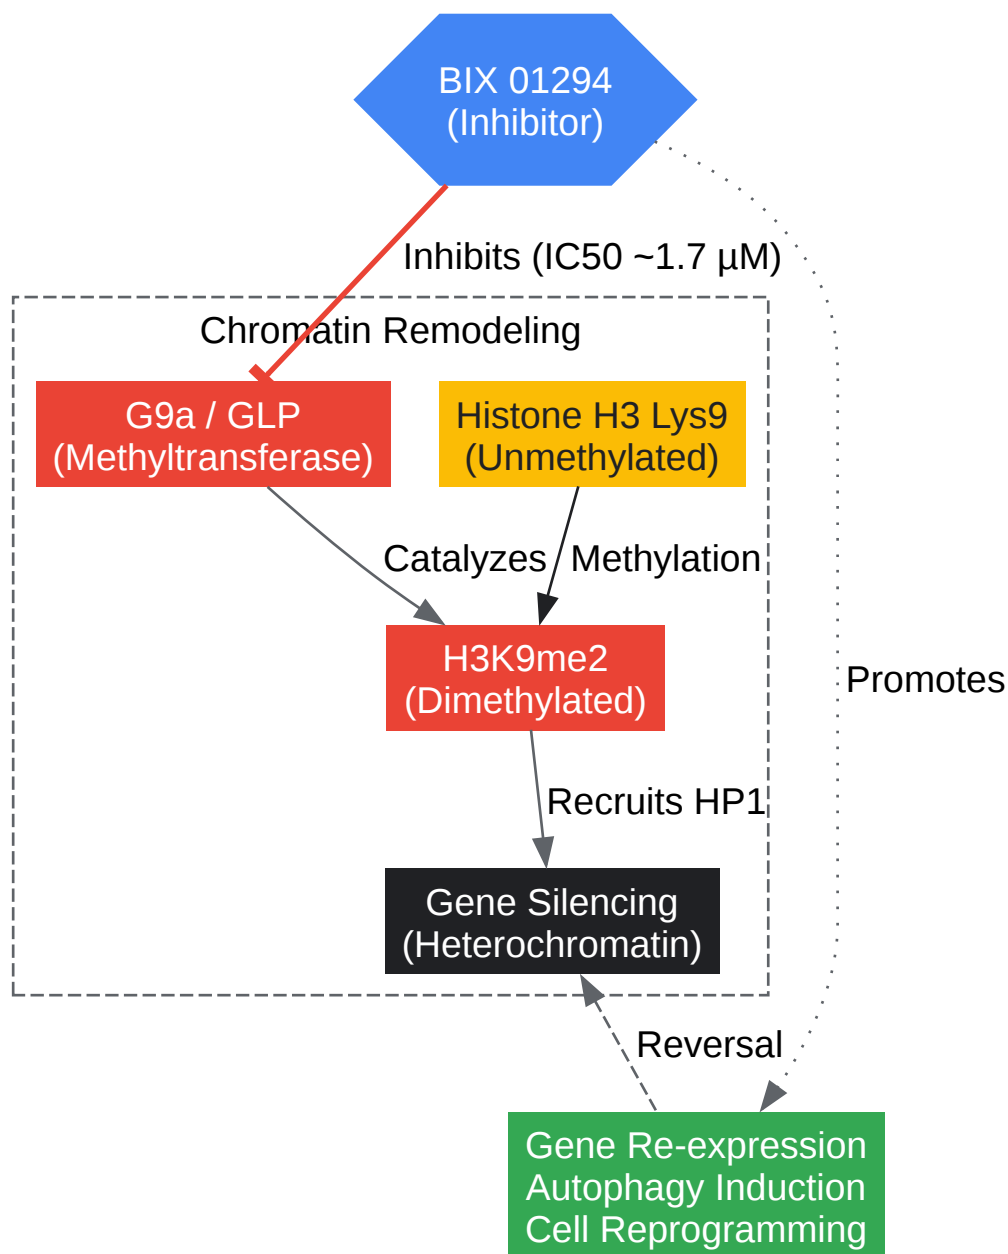 BIX 01294
(Inhibitor)
Inhibits (IC50 ~1.7 µM)
Chromatin Remodeling
G9a / GLP
(Methyltransferase)
Histone H3 Lys9
(Unmethylated)
Catalyzes
Methylation
H3K9me2
(Dimethylated)
Promotes
Recruits HP1
Gene Silencing
(Heterochromatin)
Reversal
Gene Re-expression
Autophagy Induction
Cell Reprogramming